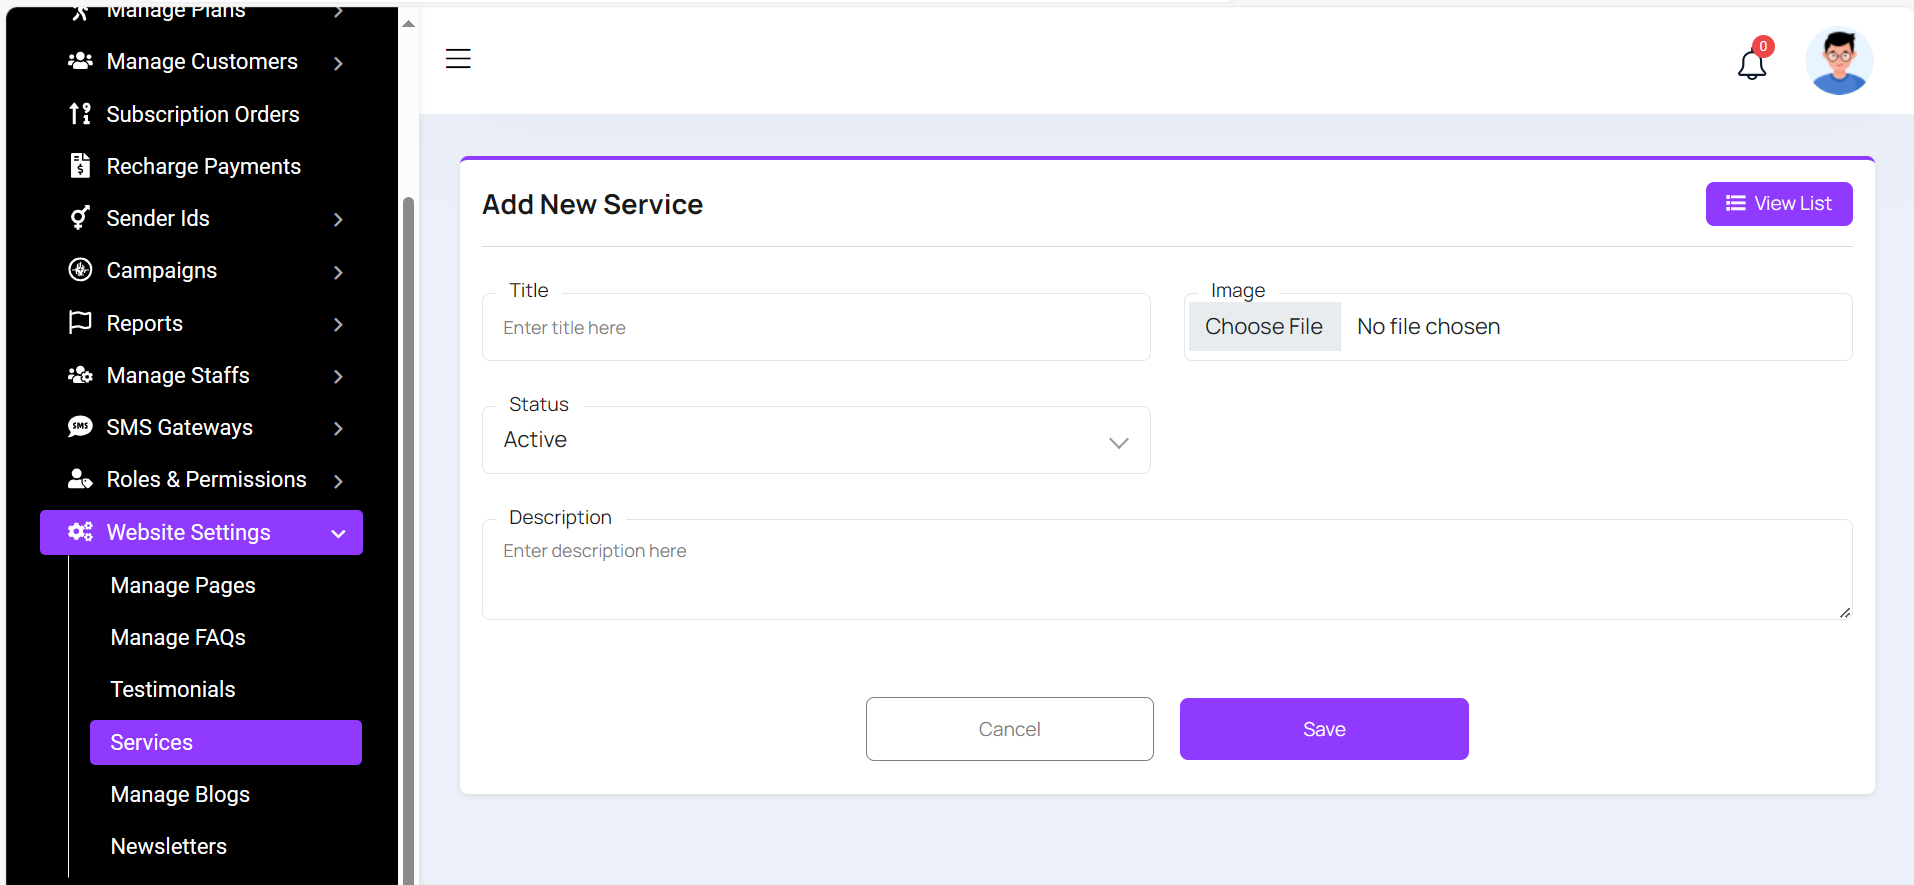 Manage Plans
Manage Customers
Subscription Orders
Recharge Payments
Sender Ids
Campaigns
Reports
Manage Staffs
SMS
SMS Gateways
Roles & Permissions
Website Settings
Manage Pages
Manage FAQs
Testimonials
Services
Manage Blogs
Newsletters
0
Add New Service
View List
Title
Enter title here
Image
Choose File No file chosen
Status
Active
Description
Enter description here
Cancel
Save